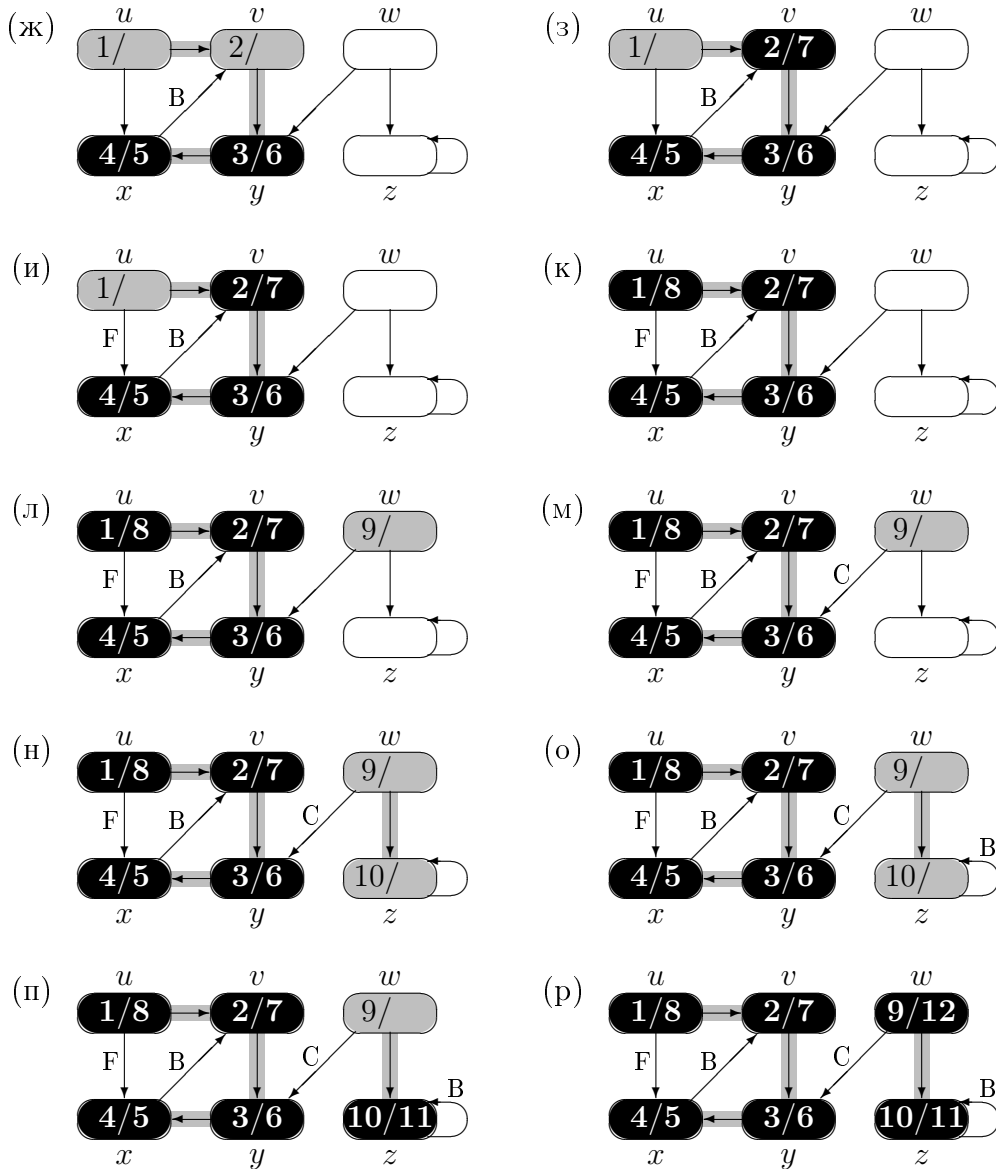 (ж) u v w (з) u v w
1/ 2/ 1/ 2/7
B B
4/5 3/6 4/5 3/6
x y z x y z
(и) u v w (к) u v w
1/ 2/7 1/8 2/7
F B F B
4/5 3/6 4/5 3/6
x y z x y z
(л) u v w (м) u v w
1/8 2/7 9/ 1/8 2/7 9/
F B F B C
4/5 3/6 4/5 3/6
x y z x y z
(н) u v w (о) u v w
1/8 2/7 9/ 1/8 2/7 9/
F B C F B C B
4/5 3/6 10/ 4/5 3/6 10/
x y z x y z
(п) u v w (р) u v w
1/8 2/7 9/ 1/8 2/7 9/12
F B C B F B C B
4/5 3/6 10/11 4/5 3/6 10/11
x y z x y z